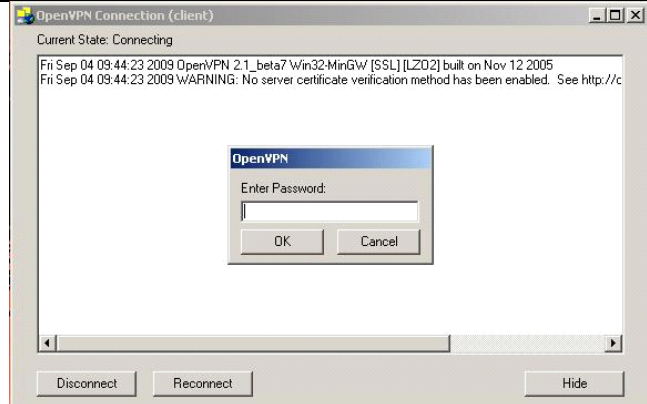 OpenVPN Connection (client)
Current State: Connecting
Fri Sep 04 09:44:23 2009 OpenVPN 2.1_beta7 Win32-MinGW [SSL] [LZO2] built on Nov 12 2005
Fri Sep 04 09:44:23 2009 WARNING: No server certificate verification method has been enabled.  See http://o
OpenVPN
Enter Password:
OK Cancel
Disconnect Reconnect Hide